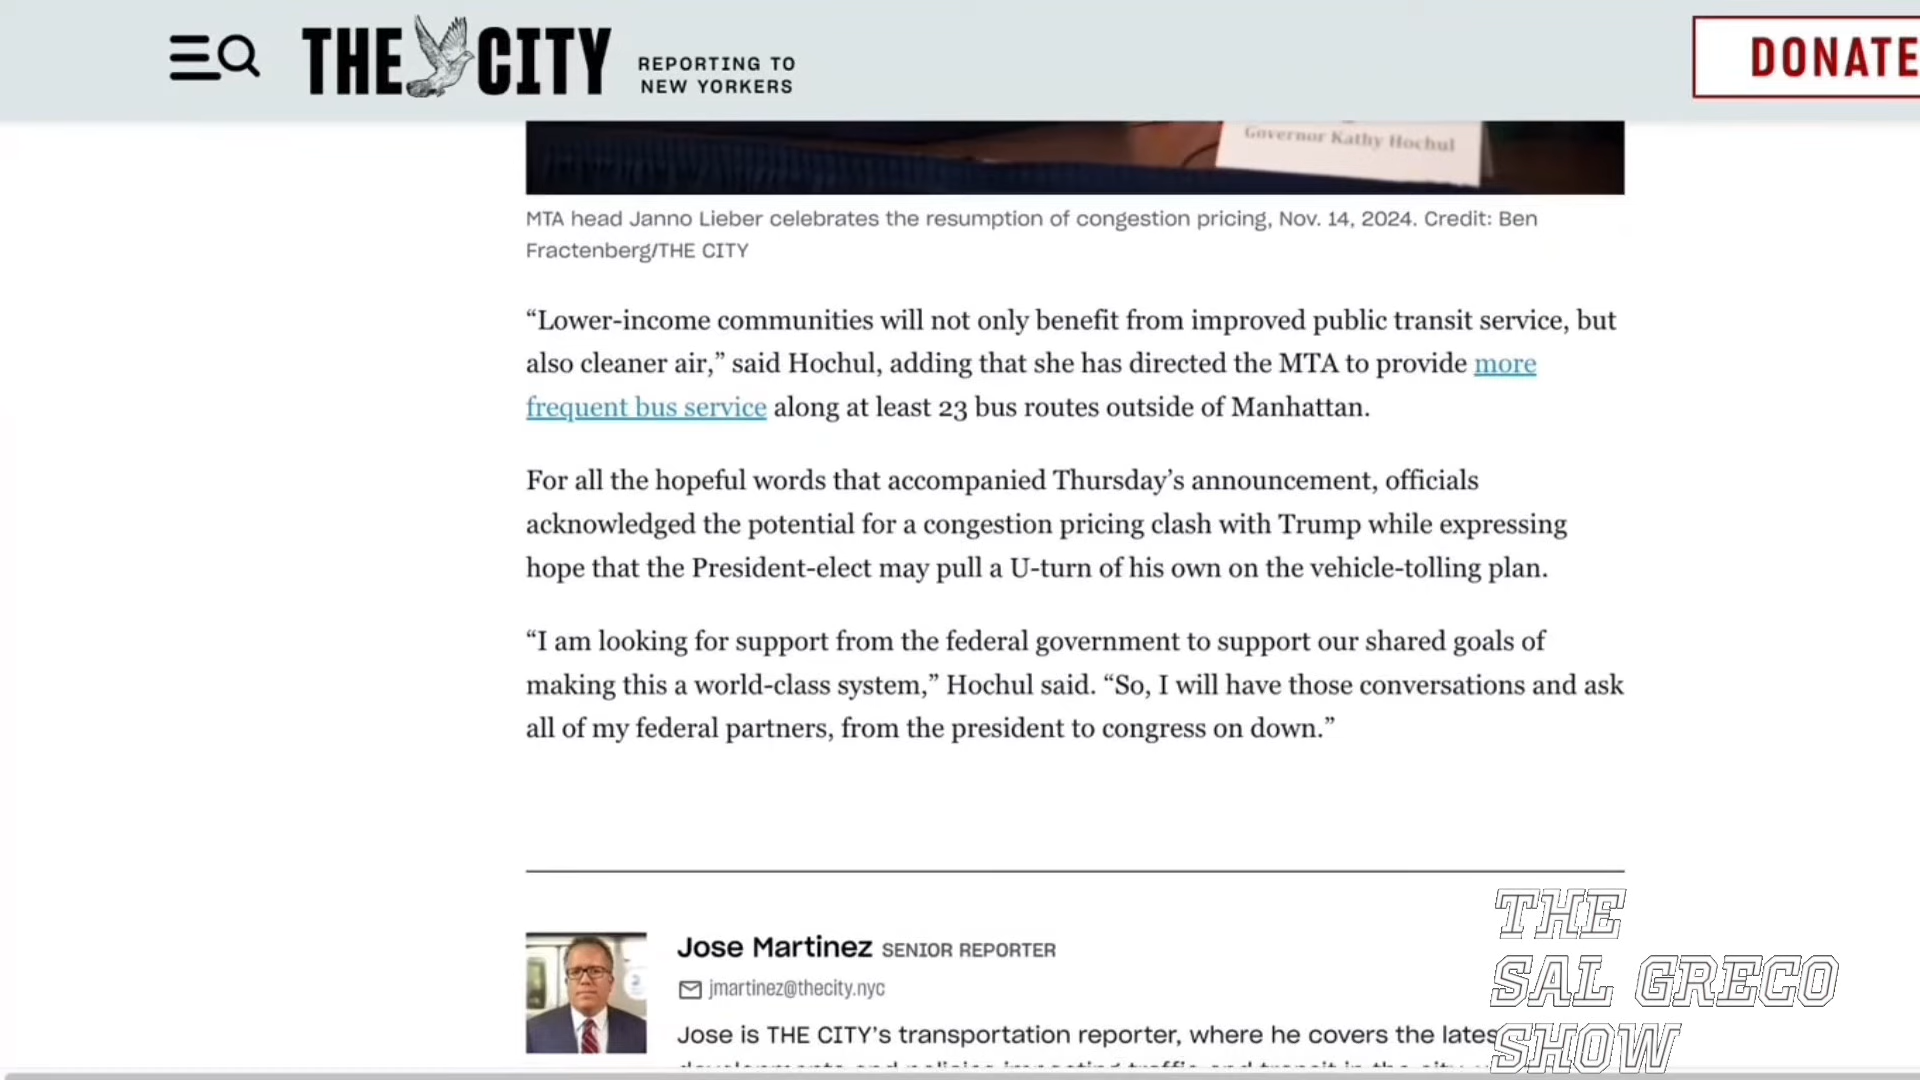 THE CITY
REPORTING TO
NEW YORKERS
DONATE
Governor Kathy Hochul
MTA head Janno Lieber celebrates the resumption of congestion pricing, Nov. 14, 2024. Credit: Ben
Fractenberg/THE CITY
“Lower-income communities will not only benefit from improved public transit service, but
also cleaner air,” said Hochul, adding that she has directed the MTA to provide more
frequent bus service along at least 23 bus routes outside of Manhattan.
For all the hopeful words that accompanied Thursday’s announcement, officials
acknowledged the potential for a congestion pricing clash with Trump while expressing
hope that the President-elect may pull a U-turn of his own on the vehicle-tolling plan.
“I am looking for support from the federal government to support our shared goals of
making this a world-class system,” Hochul said. “So, I will have those conversations and ask
all of my federal partners, from the president to congress on down.”
Jose Martinez SENIOR REPORTER
jmartinez@thecity.nyc
Jose is THE CITY’s transportation reporter, where he covers the lates
THE
SAL GRECO
SHOW